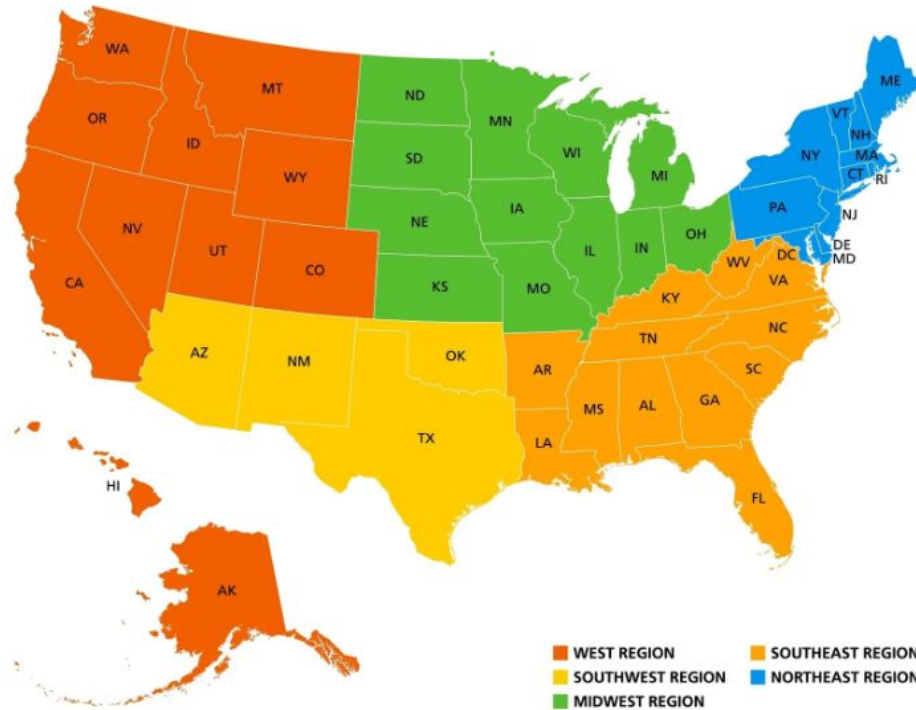 WA
MT
ND
MN
ME
VT
NH
OR
ID
SD
WI
NY
MA
CT
RI
WY
MI
PA
NJ
NE
IA
NV
UT
CO
IL
IN
OH
DE
MD
DC
WV
VA
CA
KS
MO
KY
NC
TN
AZ
NM
OK
AR
SC
MS
AL
GA
TX
LA
FL
HI
AK
WEST REGION
SOUTHWEST REGION
MIDWEST REGION
SOUTHEAST REGION
NORTHEAST REGION